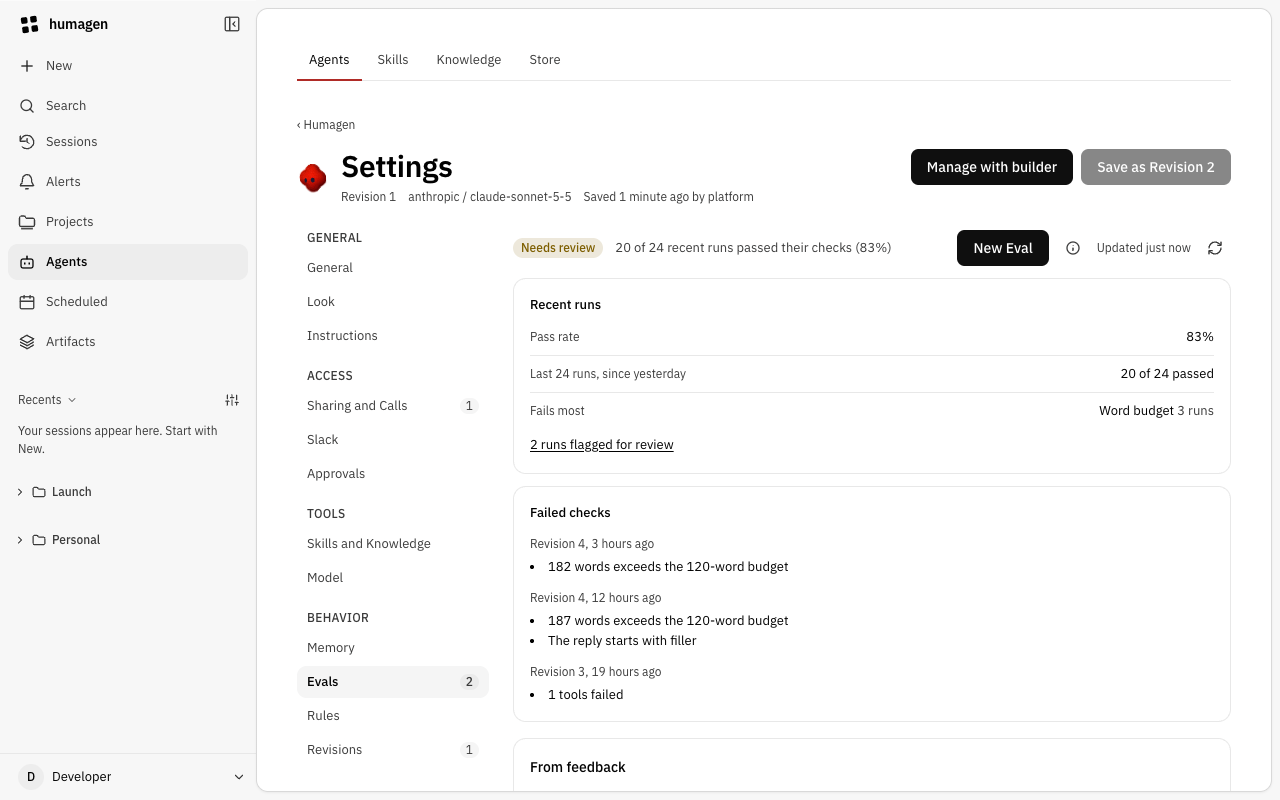 humagen
New
Search
Sessions
Alerts
Projects
Agents
Scheduled
Artifacts
Recents
Your sessions appear here. Start with
New.
Launch
Personal
D Developer
Agents Skills Knowledge Store
‹ Humagen
Settings
Revision 1 anthropic / claude-sonnet-5-5 Saved 1 minute ago by platform
Manage with builder Save as Revision 2
GENERAL
General
Look
Instructions
ACCESS
Sharing and Calls 1
Slack
Approvals
TOOLS
Skills and Knowledge
Model
BEHAVIOR
Memory
Evals 2
Rules
Revisions 1
Needs review 20 of 24 recent runs passed their checks (83%) New Eval Updated just now
Recent runs
Pass rate 83%
Last 24 runs, since yesterday 20 of 24 passed
Fails most Word budget 3 runs
2 runs flagged for review
Failed checks
Revision 4, 3 hours ago
• 182 words exceeds the 120-word budget
Revision 4, 12 hours ago
• 187 words exceeds the 120-word budget
• The reply starts with filler
Revision 3, 19 hours ago
• 1 tools failed
From feedback